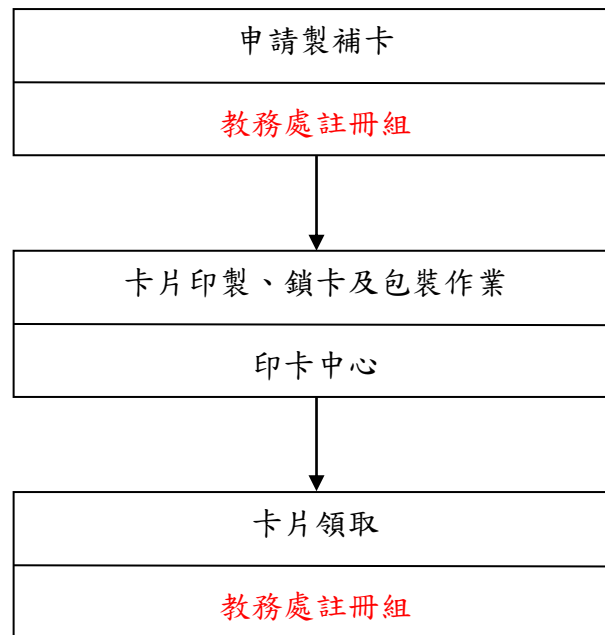 申請製補卡
教務處註冊組
卡片印製、鎖卡及包裝作業
印卡中心
卡片領取
教務處註冊組